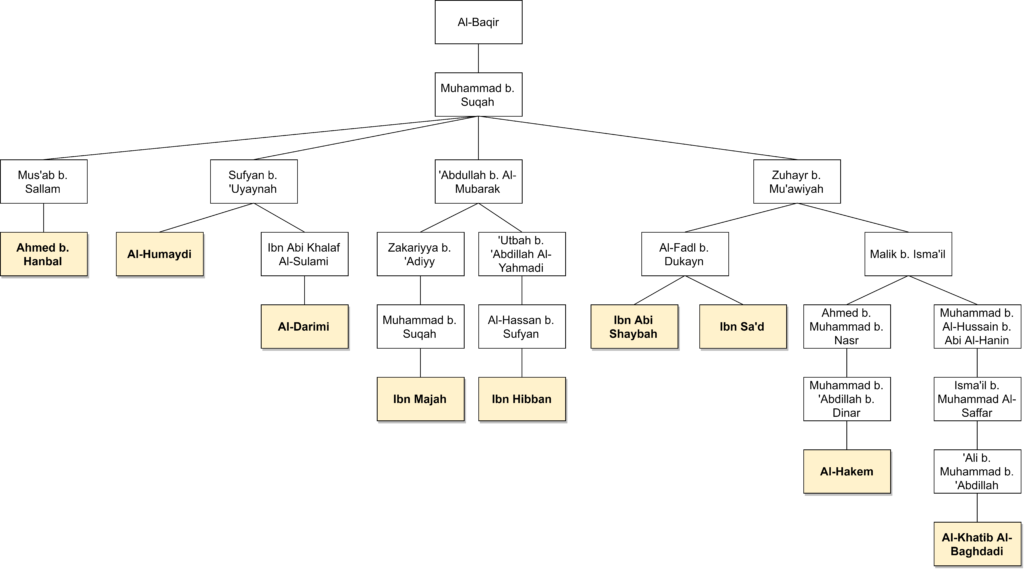 Al-Baqir
Muhammad b.
Suqah
Mus'ab b.
Sallam
Sufyan b.
'Uyaynah
'Abdullah b. Al-
Mubarak
Zuhayr b.
Mu'awiyah
Ahmed b.
Hanbal
Al-Humaydi
Ibn Abi Khalaf
Al-Sulami
Zakariyya b.
'Adiyy
'Utbah b.
'Abdillah Al-
Yahmadi
Al-Fadl b.
Dukayn
Malik b. Isma'il
Al-Darimi
Muhammad b.
Suqah
Al-Hassan b.
Sufyan
Ibn Abi
Shaybah
Ibn Sa'd
Ahmed b.
Muhammad b.
Nasr
Muhammad b.
Al-Hussain b.
Abi Al-Hanin
Ibn Majah
Ibn Hibban
Muhammad b.
'Abdillah b.
Dinar
Isma'il b.
Muhammad Al-
Saffar
Al-Hakem
'Ali b.
Muhammad b.
'Abdillah
Al-Khatib Al-
Baghdadi